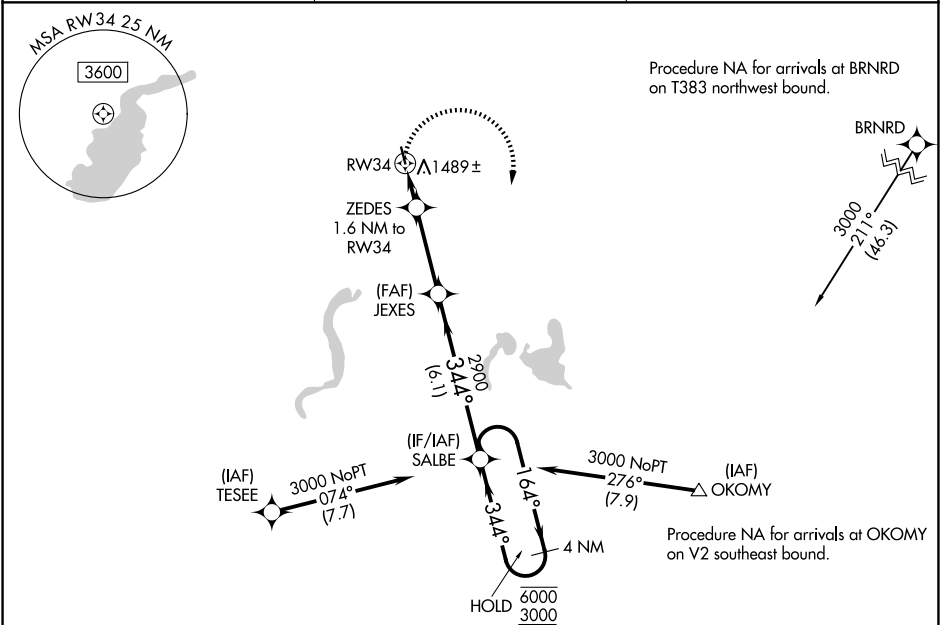 MSA RW34 25 NM
3600
Procedure NA for arrivals at BRNRD
on T383 northwest bound.
BRNRD
3000
211°
(46.3)
RW34
1489±
ZEDES
1.6 NM to
RW34
(FAF)
JEXES
2900
344°
(6.1)
(IF/IAF)
SALBE
(IAF)
TESEE
3000 NoPT
074°
(7.7)
3000 NoPT
276°
(7.9)
(IAF)
OKOMY
164°
344°
4 NM
Procedure NA for arrivals at OKOMY
on V2 southeast bound.
HOLD
6000
3000